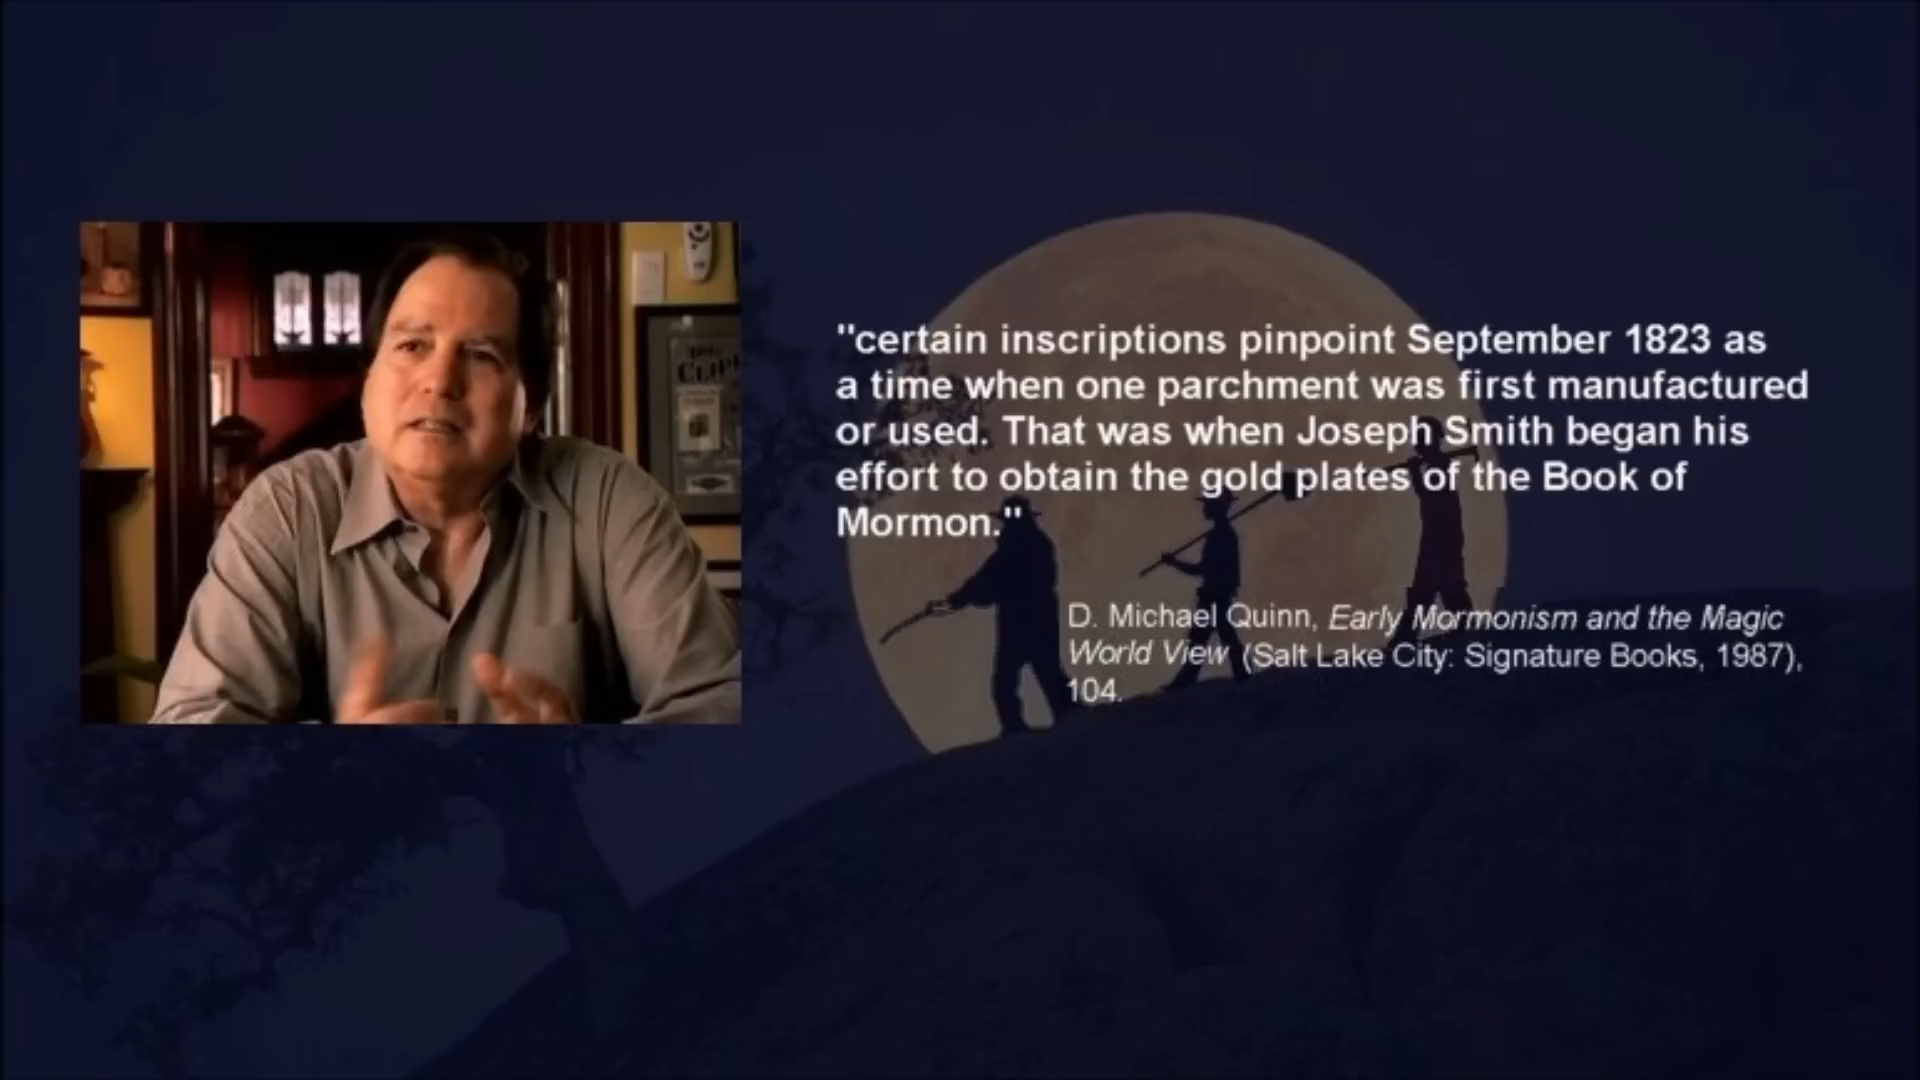 "certain inscriptions pinpoint September 1823 as
a time when one parchment was first manufactured
or used. That was when Joseph Smith began his
effort to obtain the gold plates of the Book of
Mormon."
D. Michael Quinn, Early Mormonism and the Magic
World View (Salt Lake City: Signature Books, 1987),
104.